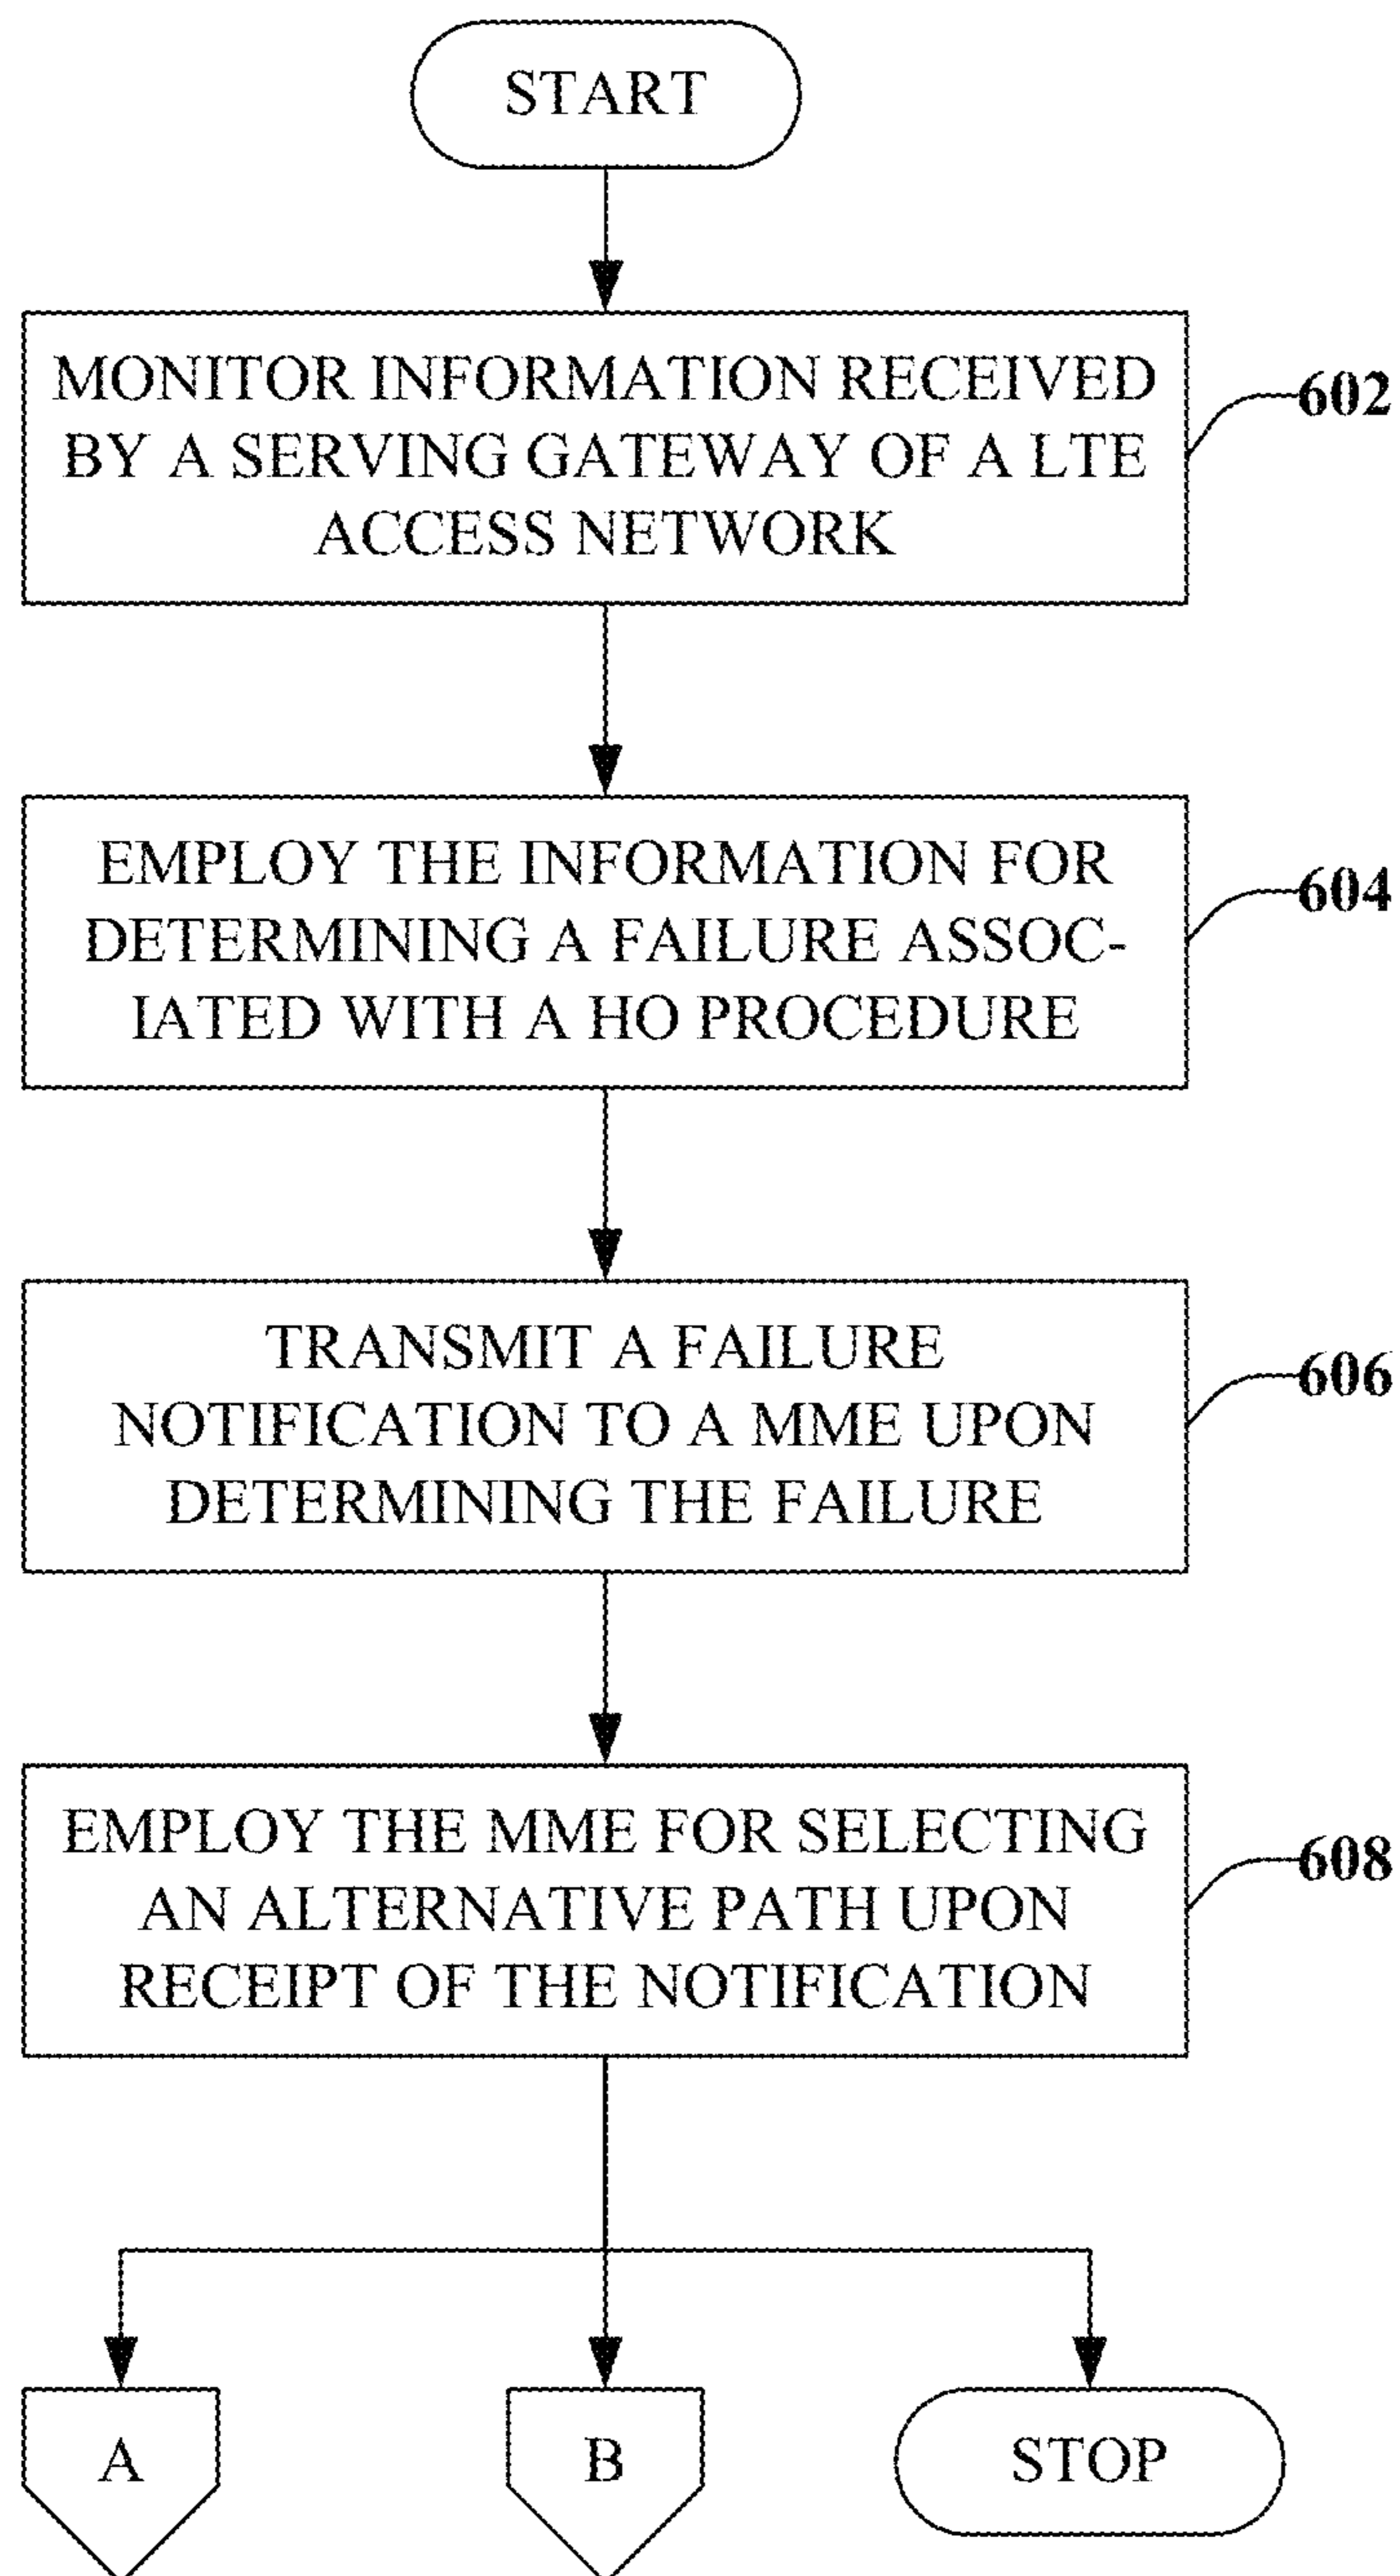 START
MONITOR INFORMATION RECEIVED
BY A SERVING GATEWAY OF A LTE
ACCESS NETWORK
602
EMPLOY THE INFORMATION FOR
DETERMINING A FAILURE ASSOC-
IATED WITH A HO PROCEDURE
604
TRANSMIT A FAILURE
NOTIFICATION TO A MME UPON
DETERMINING THE FAILURE
606
EMPLOY THE MME FOR SELECTING
AN ALTERNATIVE PATH UPON
RECEIPT OF THE NOTIFICATION
608
A
B
STOP